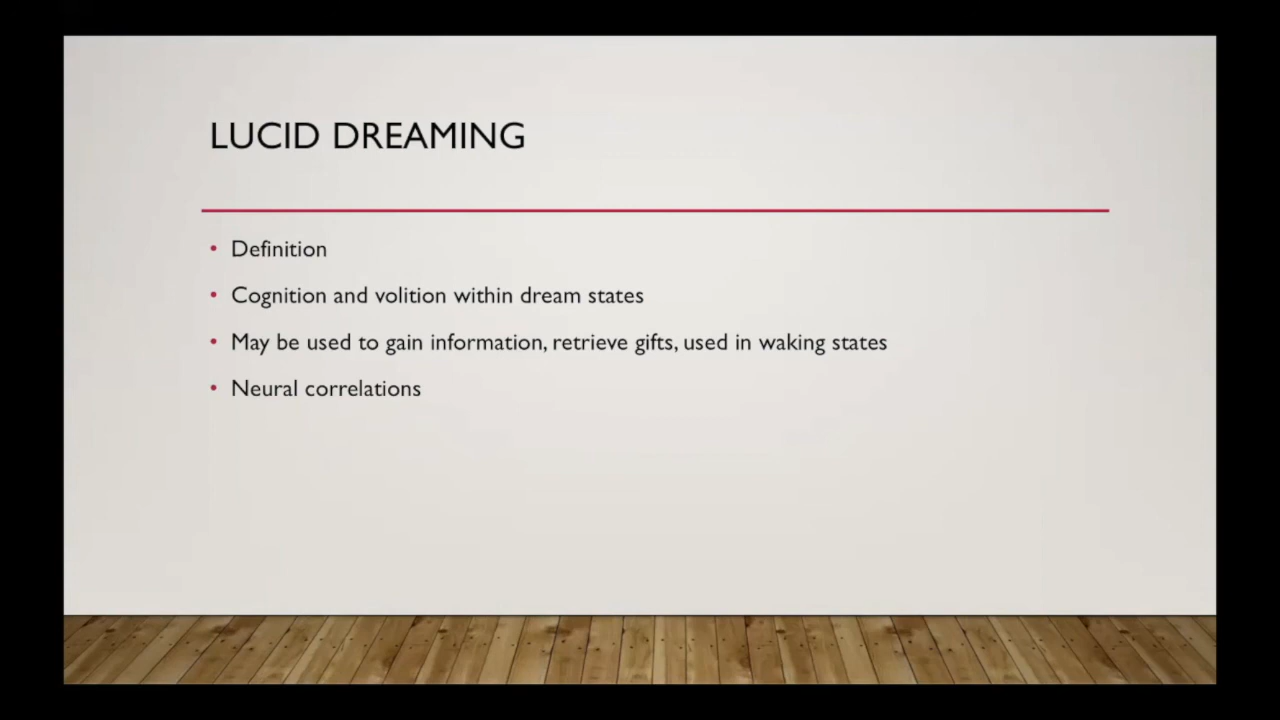 LUCID DREAMING
• Definition
• Cognition and volition within dream states
• May be used to gain information, retrieve gifts, used in waking states
• Neural correlations